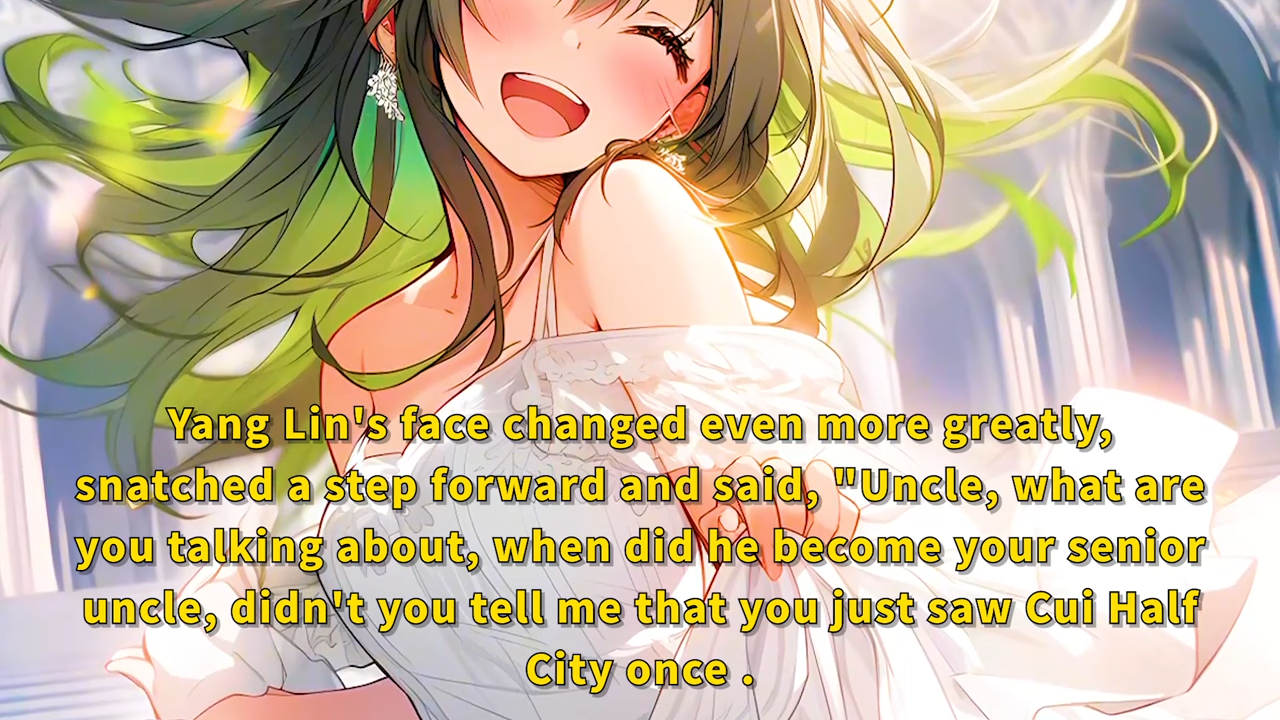 Yang Lin's face changed even more greatly,
snatched a step forward and said, "Uncle, what are
you talking about, when did he become your senior
uncle, didn't you tell me that you just saw Cui Half
City once .